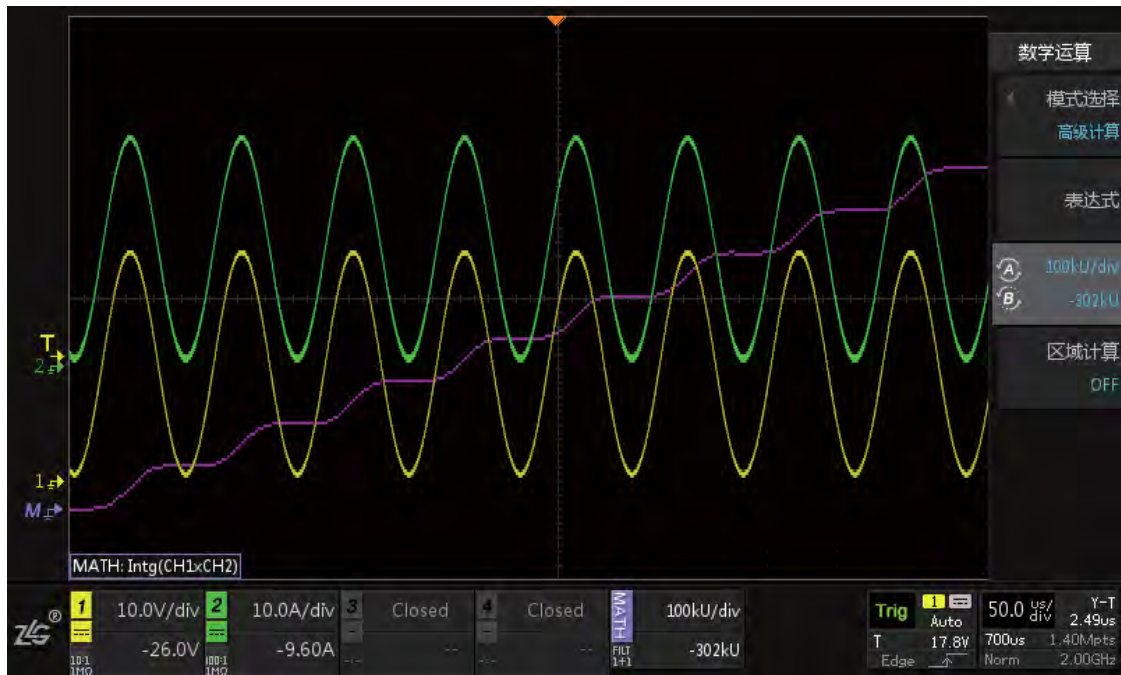 数学运算
模式选择
高级计算
表达式
A 100kU/div
B -302kU
区域计算
OFF
T
2
1
M
MATH: Intg(CH1xCH2)
ZLG®
1 10.0V/div
-26.0V
10:1
1MΩ
2 10.0A/div
-9.60A
100:1
1MΩ
3 Closed
--
4 Closed
--
MATH 100kU/div
FILT
1+1
-302kU
Trig 1 Auto
T 17.8V
Edge
50.0 us/div Y-T
2.49us
700us 1.40Mpts
Norm 2.00GHz